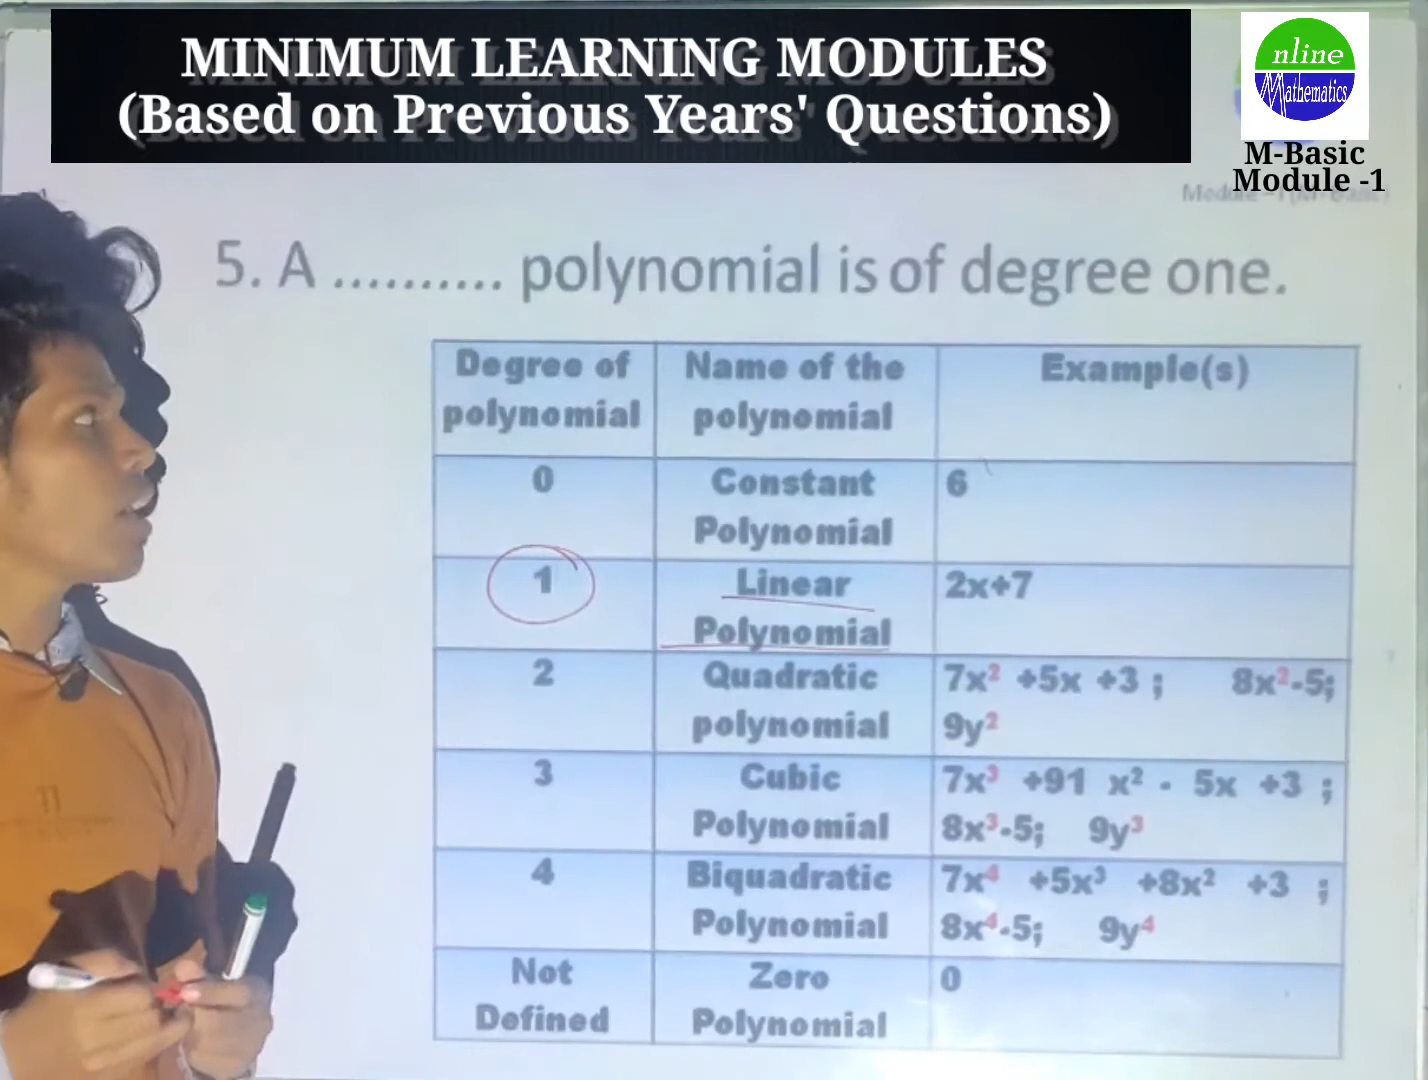 MINIMUM LEARNING MODULES
(Based on Previous Years' Questions)
nline
Mathematics
M-Basic
Module -1
5. A .......... polynomial is of degree one.
Degree of polynomial Name of the polynomial Example(s)
0 Constant Polynomial 6
1 Linear Polynomial 2x+7
2 Quadratic polynomial 7x² +5x +3 ; 8x²-5; 9y²
3 Cubic Polynomial 7x³ +91 x² - 5x +3 ; 8x³-5; 9y³
4 Biquadratic Polynomial 7x⁴ +5x³ +8x² +3 ; 8x⁴-5; 9y⁴
Not Defined Zero Polynomial 0